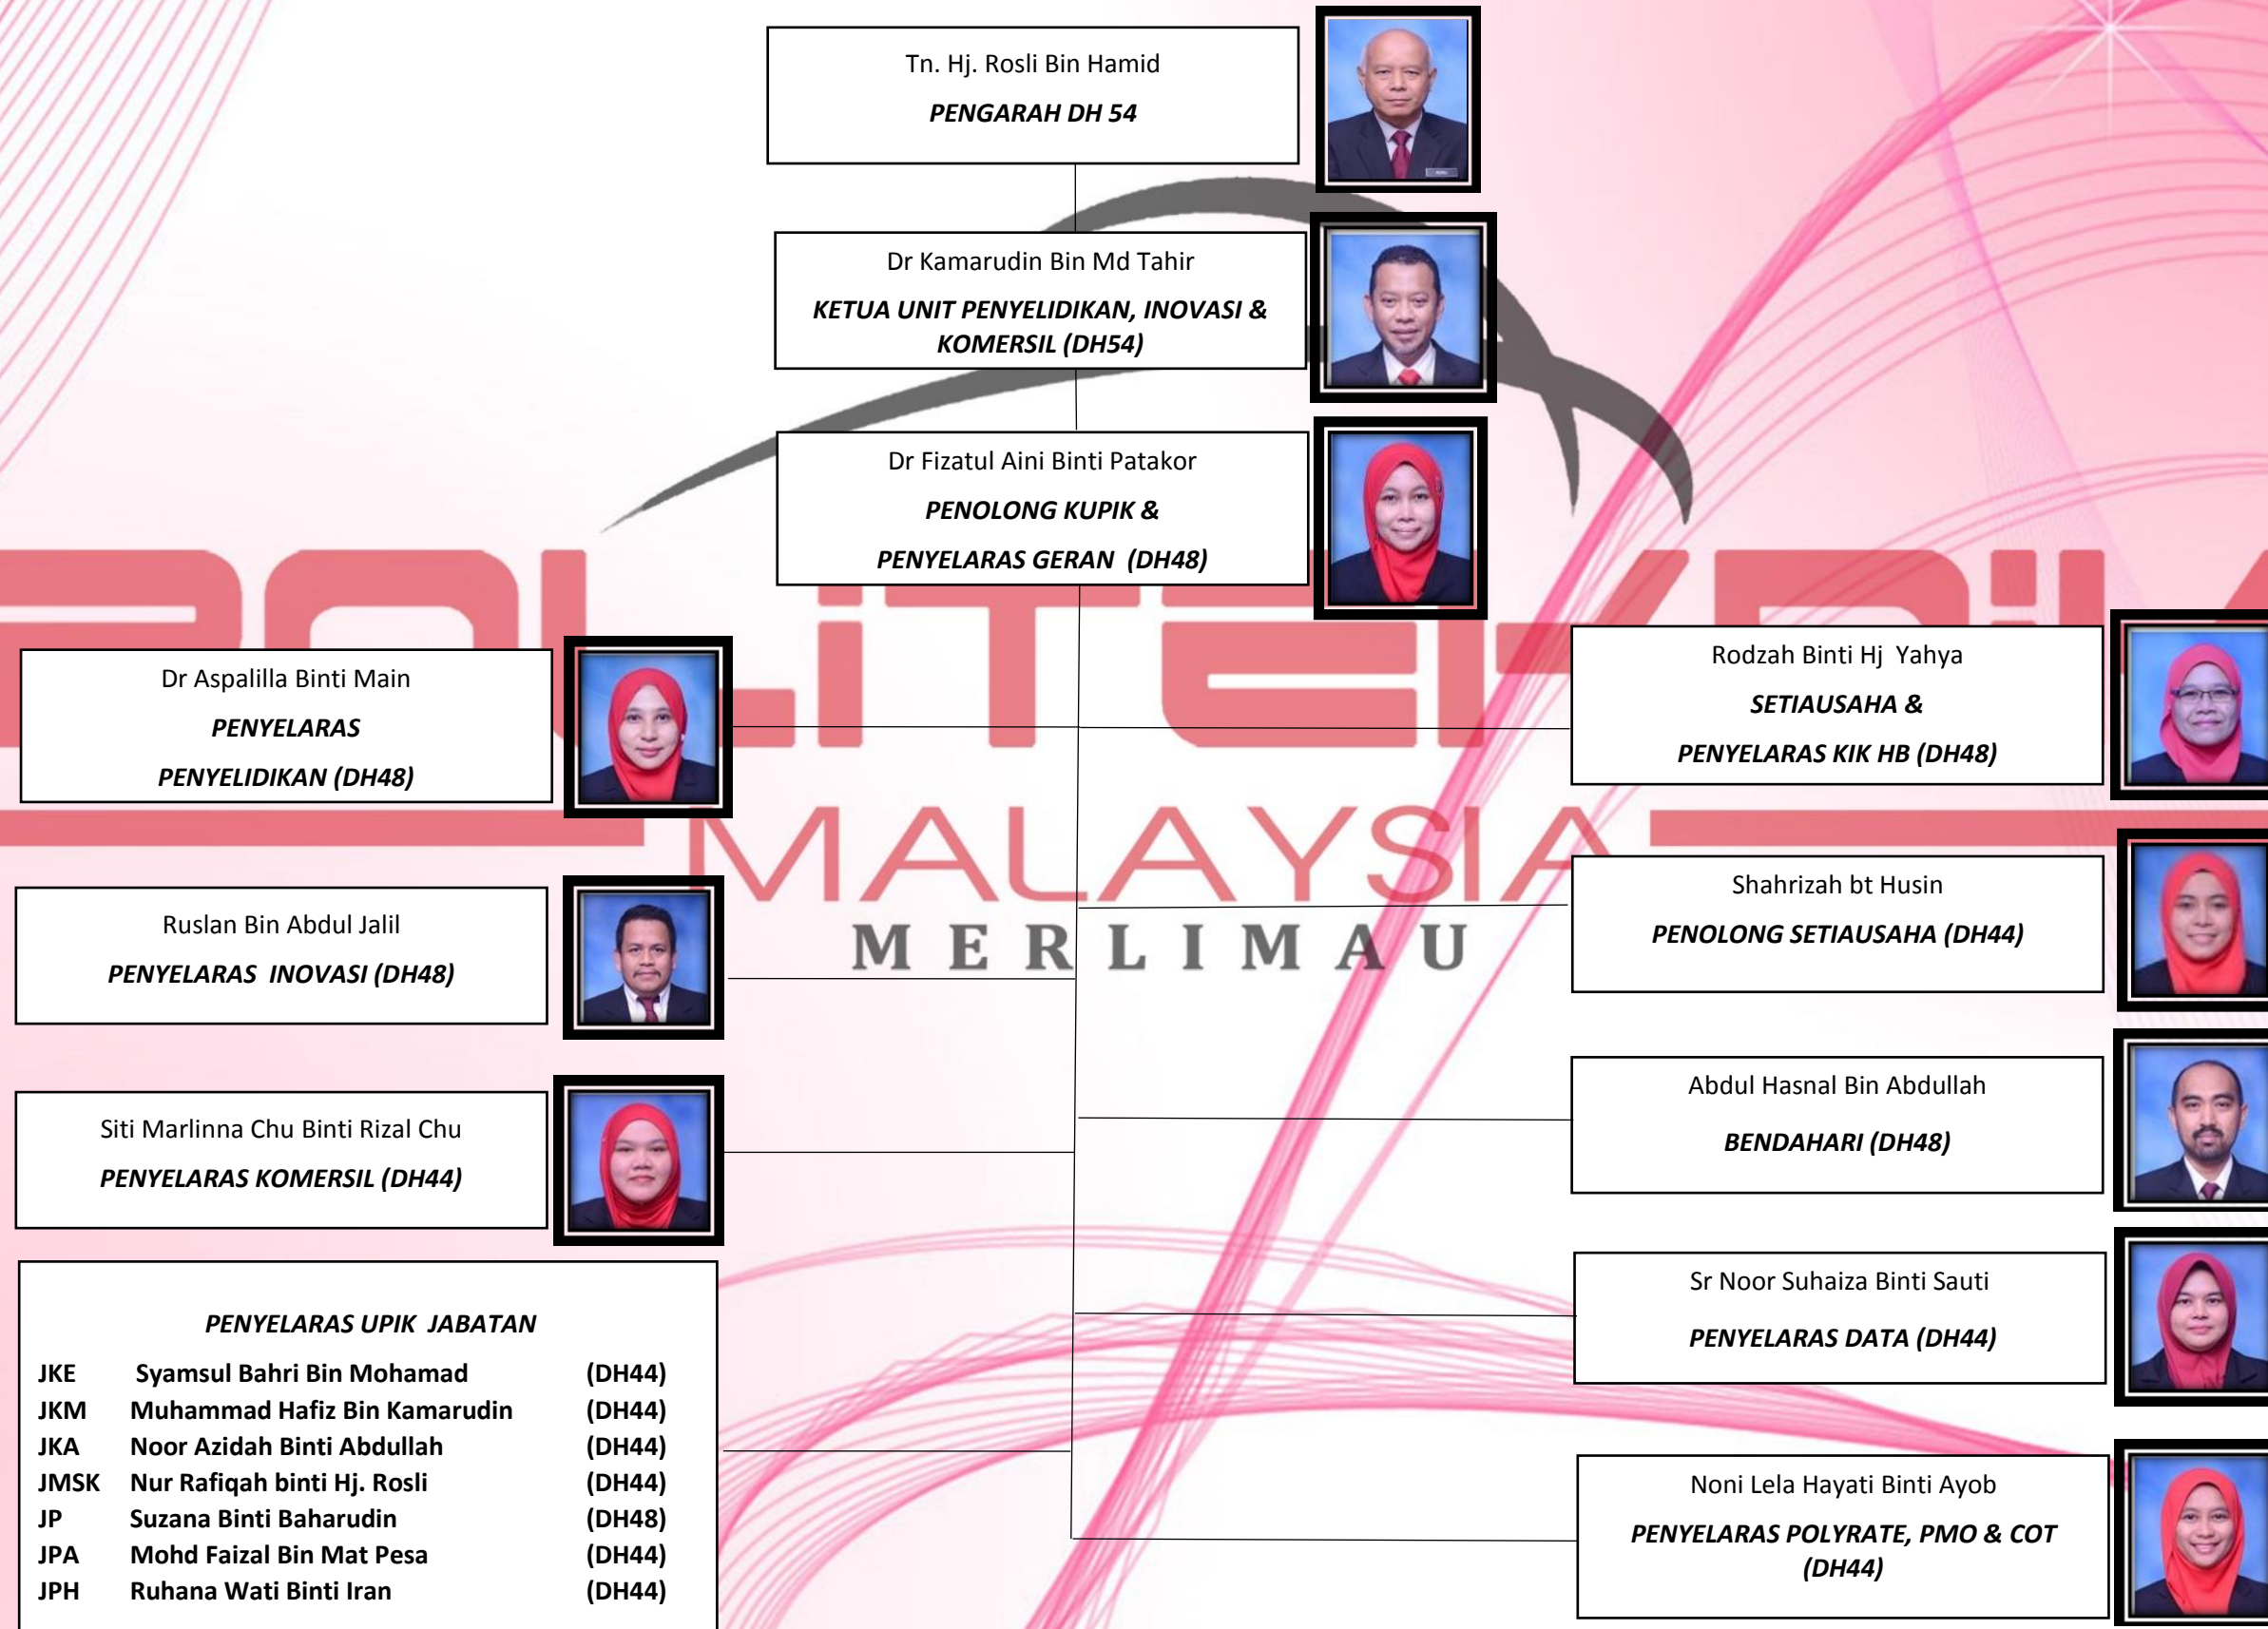 Tn. Hj. Rosli Bin Hamid
PENGARAH DH 54
Dr Kamarudin Bin Md Tahir
KETUA UNIT PENYELIDIKAN, INOVASI &
KOMERSIL (DH54)
Dr Fizatul Aini Binti Patakor
PENOLONG KUPIK &
PENYELARAS GERAN (DH48)
POLiTEKNiK
MALAYSIA
MERLIMAU
Dr Aspalilla Binti Main
PENYELARAS
PENYELIDIKAN (DH48)
Ruslan Bin Abdul Jalil
PENYELARAS INOVASI (DH48)
Siti Marlinna Chu Binti Rizal Chu
PENYELARAS KOMERSIL (DH44)
PENYELARAS UPIK JABATAN
JKE Syamsul Bahri Bin Mohamad (DH44)
JKM Muhammad Hafiz Bin Kamarudin (DH44)
JKA Noor Azidah Binti Abdullah (DH44)
JMSK Nur Rafiqah binti Hj. Rosli (DH44)
JP Suzana Binti Baharudin (DH48)
JPA Mohd Faizal Bin Mat Pesa (DH44)
JPH Ruhana Wati Binti Iran (DH44)
Rodzah Binti Hj Yahya
SETIAUSAHA &
PENYELARAS KIK HB (DH48)
Shahrizah bt Husin
PENOLONG SETIAUSAHA (DH44)
Abdul Hasnal Bin Abdullah
BENDAHARI (DH48)
Sr Noor Suhaiza Binti Sauti
PENYELARAS DATA (DH44)
Noni Lela Hayati Binti Ayob
PENYELARAS POLYRATE, PMO & COT
(DH44)